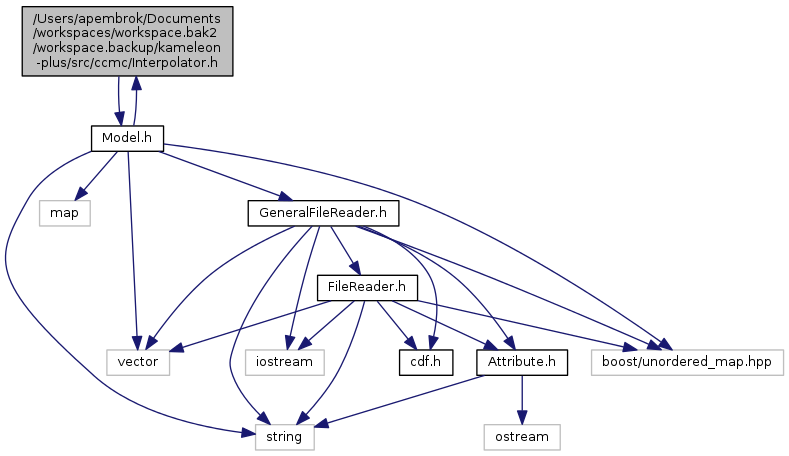 /Users/apembrok/Documents
/workspaces/workspace.bak2
/workspace.backup/kameleon
-plus/src/ccmc/Interpolator.h
Model.h
map
GeneralFileReader.h
FileReader.h
vector
iostream
cdf.h
Attribute.h
boost/unordered_map.hpp
string
ostream